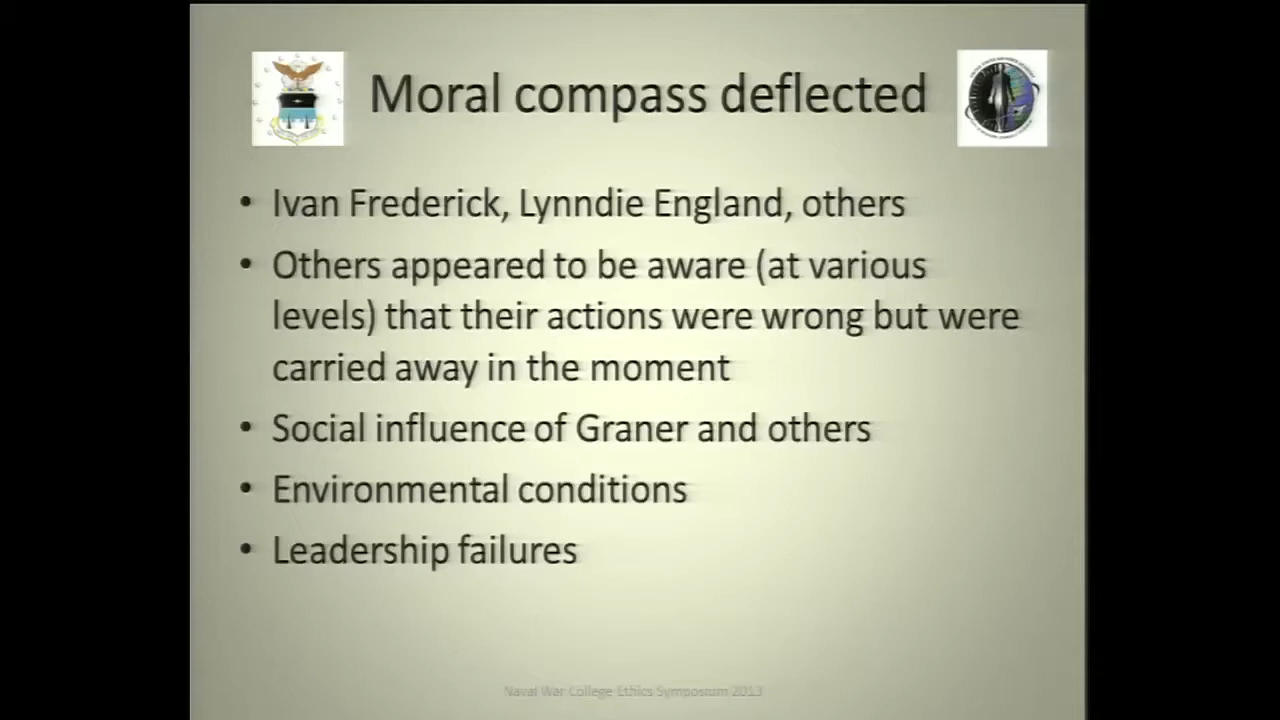 Moral compass deflected
• Ivan Frederick, Lynndie England, others
• Others appeared to be aware (at various
levels) that their actions were wrong but were
carried away in the moment
• Social influence of Graner and others
• Environmental conditions
• Leadership failures
Naval War College Ethics Symposium 2013